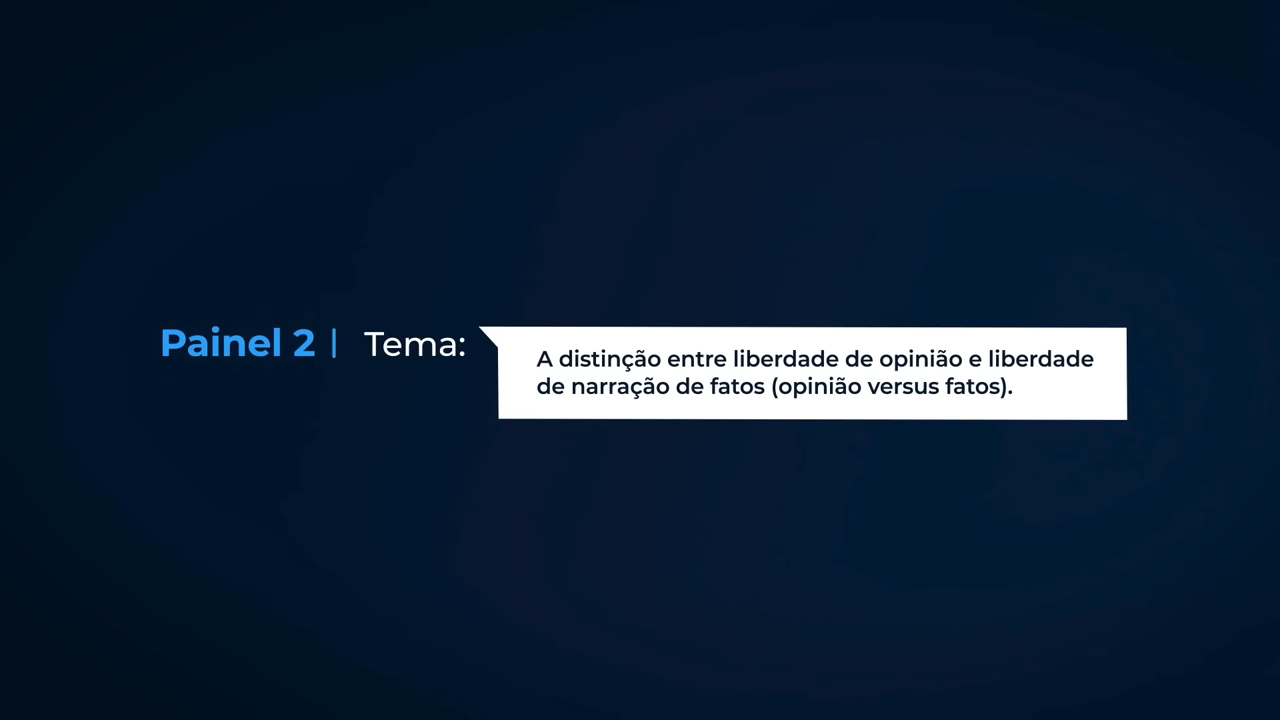 Painel 2 | Tema:
A distinção entre liberdade de opinião e liberdade
de narração de fatos (opinião versus fatos).